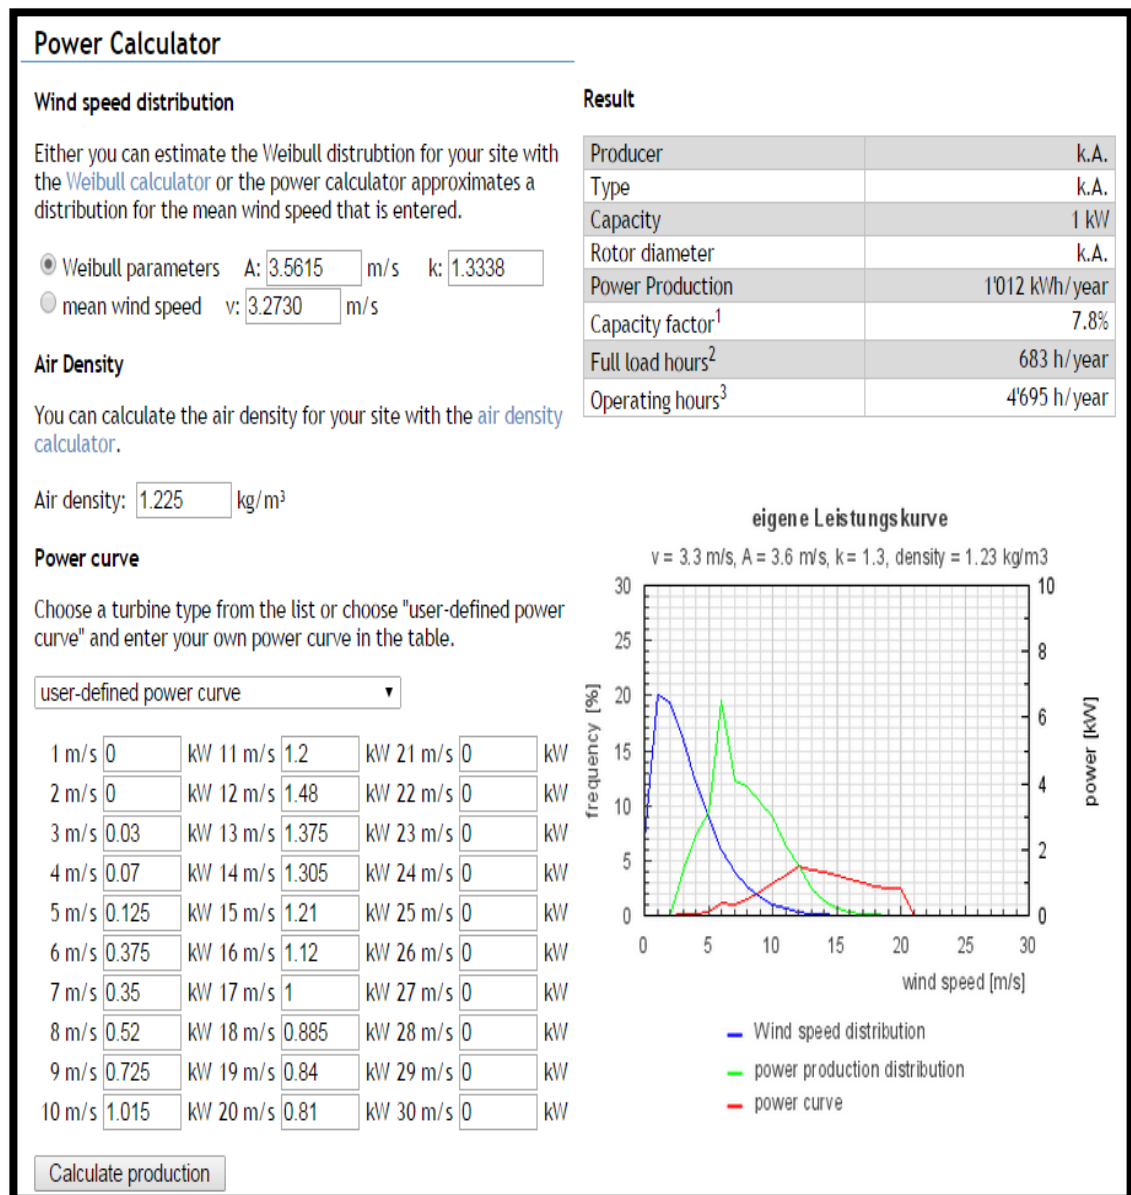 Power Calculator
Wind speed distribution
Either you can estimate the Weibull distrubtion for your site with
the Weibull calculator or the power calculator approximates a
distribution for the mean wind speed that is entered.
Weibull parameters A: 3.5615 m/s k: 1.3338
mean wind speed v: 3.2730 m/s
Air Density
You can calculate the air density for your site with the air density
calculator.
Air density: 1.225 kg/m³
Power curve
Choose a turbine type from the list or choose "user-defined power
curve" and enter your own power curve in the table.
user-defined power curve
1 m/s 0 kW 11 m/s 1.2 kW 21 m/s 0 kW
2 m/s 0 kW 12 m/s 1.48 kW 22 m/s 0 kW
3 m/s 0.03 kW 13 m/s 1.375 kW 23 m/s 0 kW
4 m/s 0.07 kW 14 m/s 1.305 kW 24 m/s 0 kW
5 m/s 0.125 kW 15 m/s 1.21 kW 25 m/s 0 kW
6 m/s 0.375 kW 16 m/s 1.12 kW 26 m/s 0 kW
7 m/s 0.35 kW 17 m/s 1 kW 27 m/s 0 kW
8 m/s 0.52 kW 18 m/s 0.885 kW 28 m/s 0 kW
9 m/s 0.725 kW 19 m/s 0.84 kW 29 m/s 0 kW
10 m/s 1.015 kW 20 m/s 0.81 kW 30 m/s 0 kW
Calculate production
Result
Producer k.A.
Type k.A.
Capacity 1 kW
Rotor diameter k.A.
Power Production 1'012 kWh/year
Capacity factor¹ 7.8%
Full load hours² 683 h/year
Operating hours³ 4'695 h/year
eigene Leistungskurve
v = 3.3 m/s, A = 3.6 m/s, k = 1.3, density = 1.23 kg/m3
30 10
25
8
20
6
15
4
10
2
5
0 0
frequency [%]
power [kW]
0 5 10 15 20 25 30
wind speed [m/s]
Wind speed distribution
power production distribution
power curve